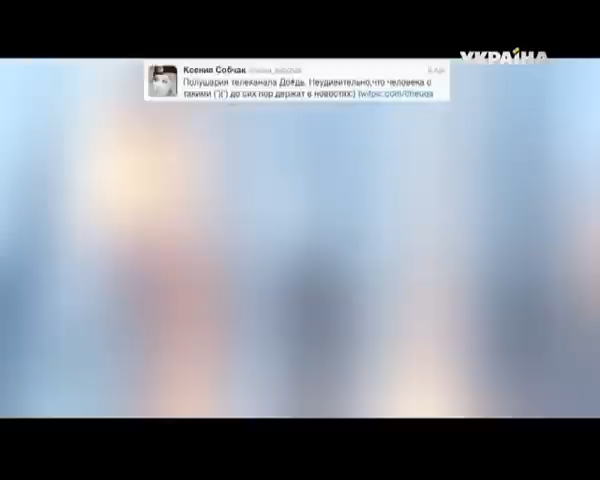 УКРАЇНА
Ксения Собчак
Полушария телеканала Дождь. Неудивительно,что человека с
такими (*)(*) до сих пор держат в новостях:)